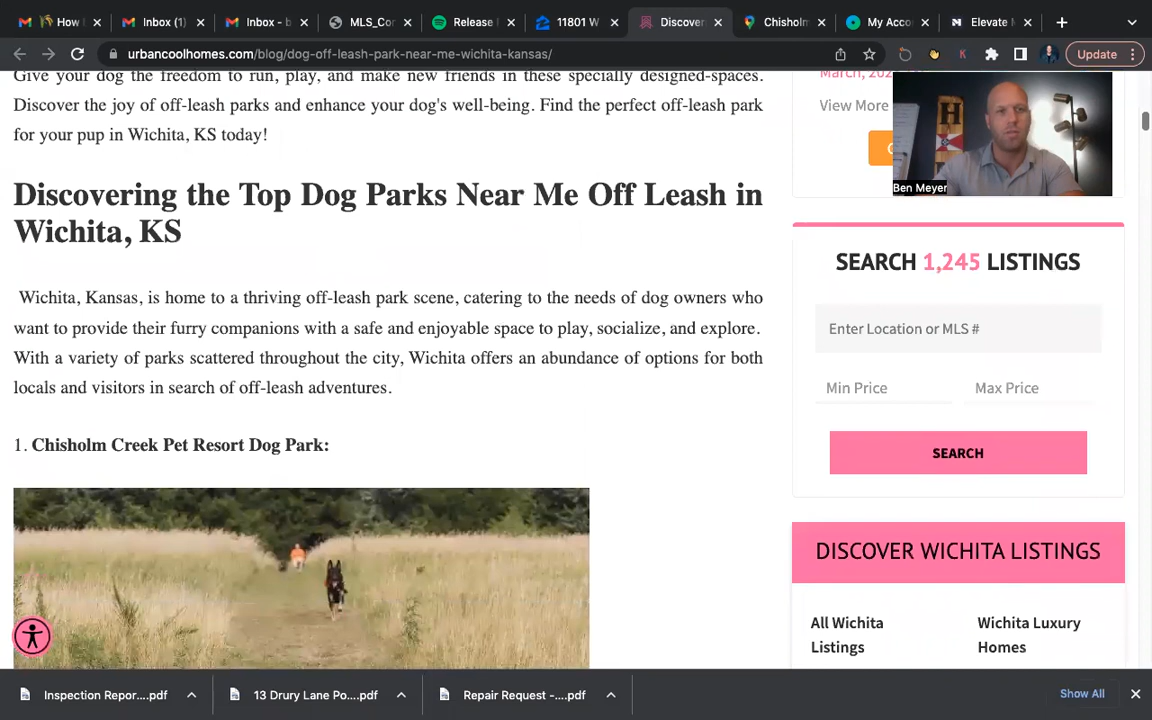 How
Inbox (1)
Inbox - b
MLS_Cor
Release
11801 W
Discover
Chisholm
My Acco
Elevate M
urbancoolhomes.com/blog/dog-off-leash-park-near-me-wichita-kansas/
Update
Give your dog the freedom to run, play, and make new friends in these specially designed-spaces.
Discover the joy of off-leash parks and enhance your dog's well-being. Find the perfect off-leash park
for your pup in Wichita, KS today!
Discovering the Top Dog Parks Near Me Off Leash in
Wichita, KS
Wichita, Kansas, is home to a thriving off-leash park scene, catering to the needs of dog owners who
want to provide their furry companions with a safe and enjoyable space to play, socialize, and explore.
With a variety of parks scattered throughout the city, Wichita offers an abundance of options for both
locals and visitors in search of off-leash adventures.
1. Chisholm Creek Pet Resort Dog Park:
View More
H
Ben Meyer
SEARCH 1,245 LISTINGS
Enter Location or MLS #
Min Price
Max Price
SEARCH
DISCOVER WICHITA LISTINGS
All Wichita
Listings
Wichita Luxury
Homes
Inspection Repor....pdf
13 Drury Lane Po....pdf
Repair Request -....pdf
Show All